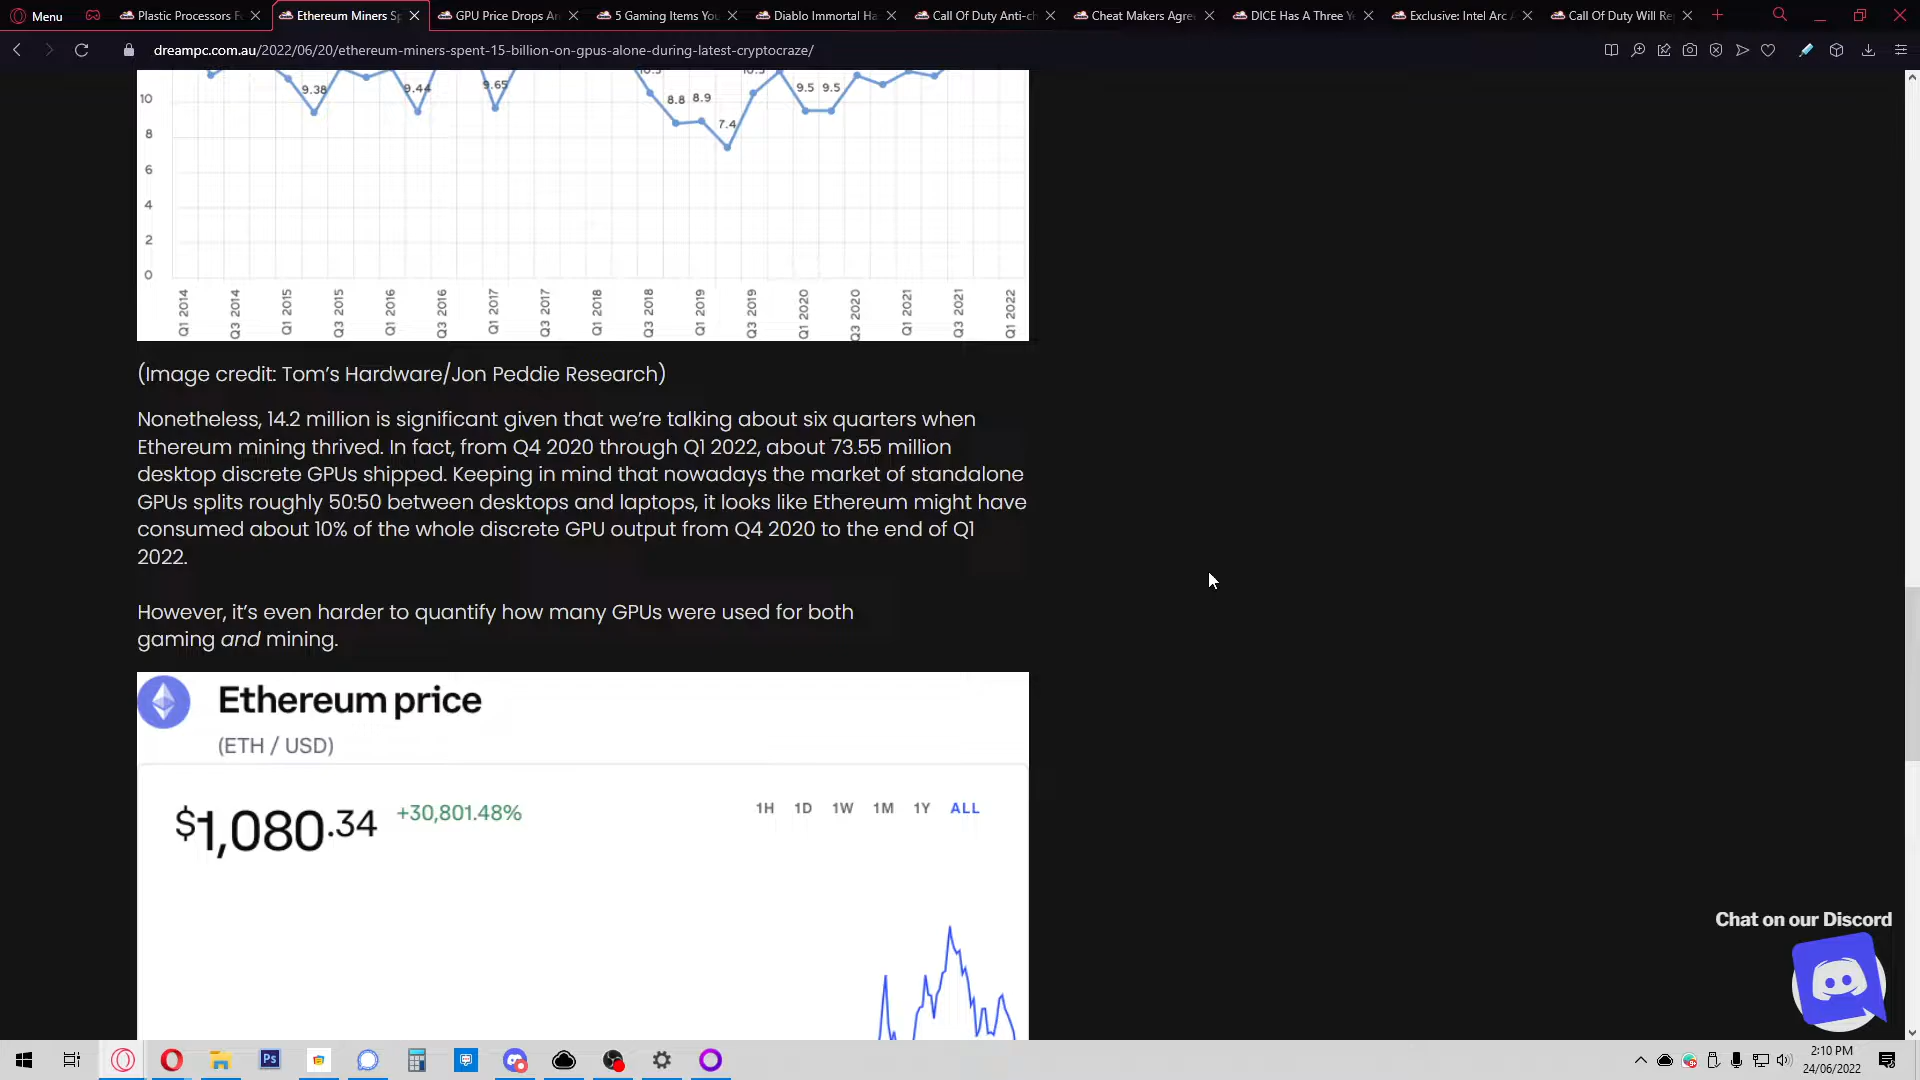 Menu
Plastic Processors F
Ethereum Miners Sp
GPU Price Drops An
5 Gaming Items You
Diablo Immortal Ha
Call Of Duty Anti-ch
Cheat Makers Agre
DICE Has A Three Ye
Exclusive: Intel Arc A
Call Of Duty Will Re
dreampc.com.au/2022/06/20/ethereum-miners-spent-15-billion-on-gpus-alone-during-latest-cryptocraze/
9.38
9.44
9.65
10.5
8.8
8.9
7.4
10.5
9.5
9.5
10
8
6
4
2
0
Q1 2014
Q3 2014
Q1 2015
Q3 2015
Q1 2016
Q3 2016
Q1 2017
Q3 2017
Q1 2018
Q3 2018
Q1 2019
Q3 2019
Q1 2020
Q3 2020
Q1 2021
Q3 2021
Q1 2022
(Image credit: Tom's Hardware/Jon Peddie Research)
Nonetheless, 14.2 million is significant given that we're talking about six quarters when
Ethereum mining thrived. In fact, from Q4 2020 through Q1 2022, about 73.55 million
desktop discrete GPUs shipped. Keeping in mind that nowadays the market of standalone
GPUs splits roughly 50:50 between desktops and laptops, it looks like Ethereum might have
consumed about 10% of the whole discrete GPU output from Q4 2020 to the end of Q1
2022.
However, it's even harder to quantify how many GPUs were used for both
gaming and mining.
Ethereum price
(ETH / USD)
$1,080.34 +30,801.48%
1H 1D 1W 1M 1Y ALL
Chat on our Discord
Ps
2:10 PM
24/06/2022